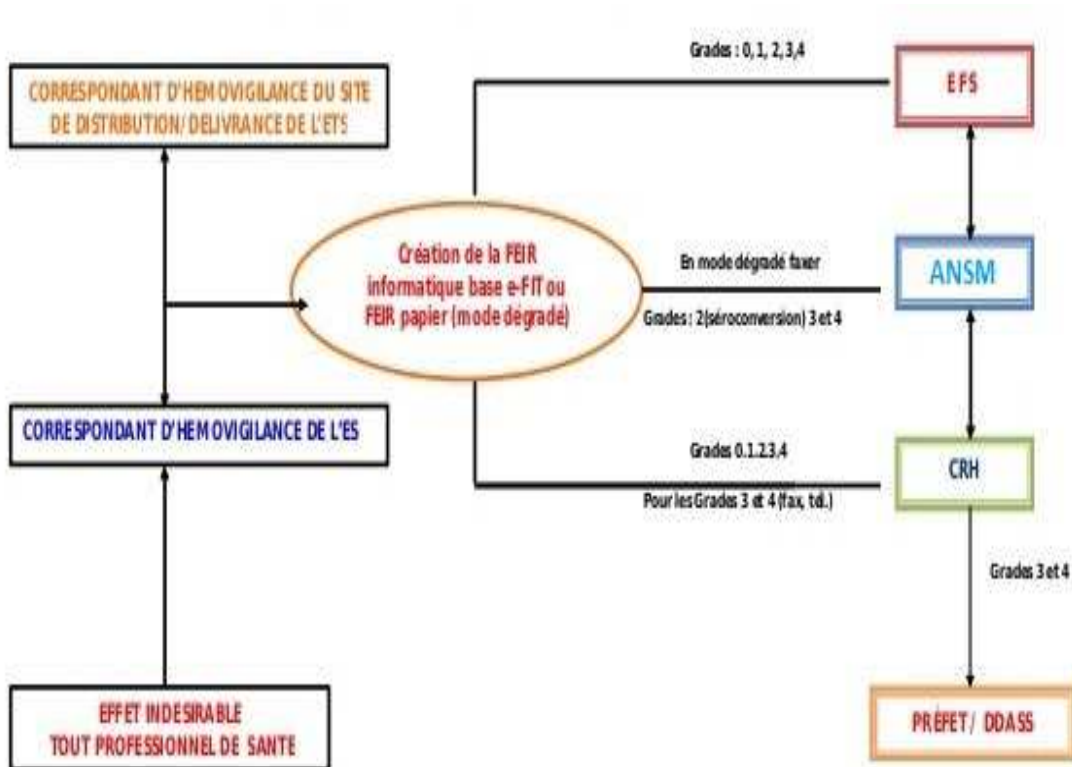 Grades : 0, 1, 2, 3,4
CORRESPONDANT D'HEMOVIGILANCE DU SITE
DE DISTRIBUTION/ DELIVRANCE DE L'ETS
EFS
Création de la FEIR
informatique base e-FIT ou
FEIR papier (mode dégradé)
En mode dégradé faxer
Grades : 2(séroconversion) 3 et 4
ANSM
CORRESPONDANT D'HEMOVIGILANCE DE L'ES
Grades 0.1.2.3.4
Pour les Grades 3 et 4 (fax, tél.)
CRH
Grades 3 et 4
EFFET INDESIRABLE
TOUT PROFESSIONNEL DE SANTE
PRÉFET / DDASS